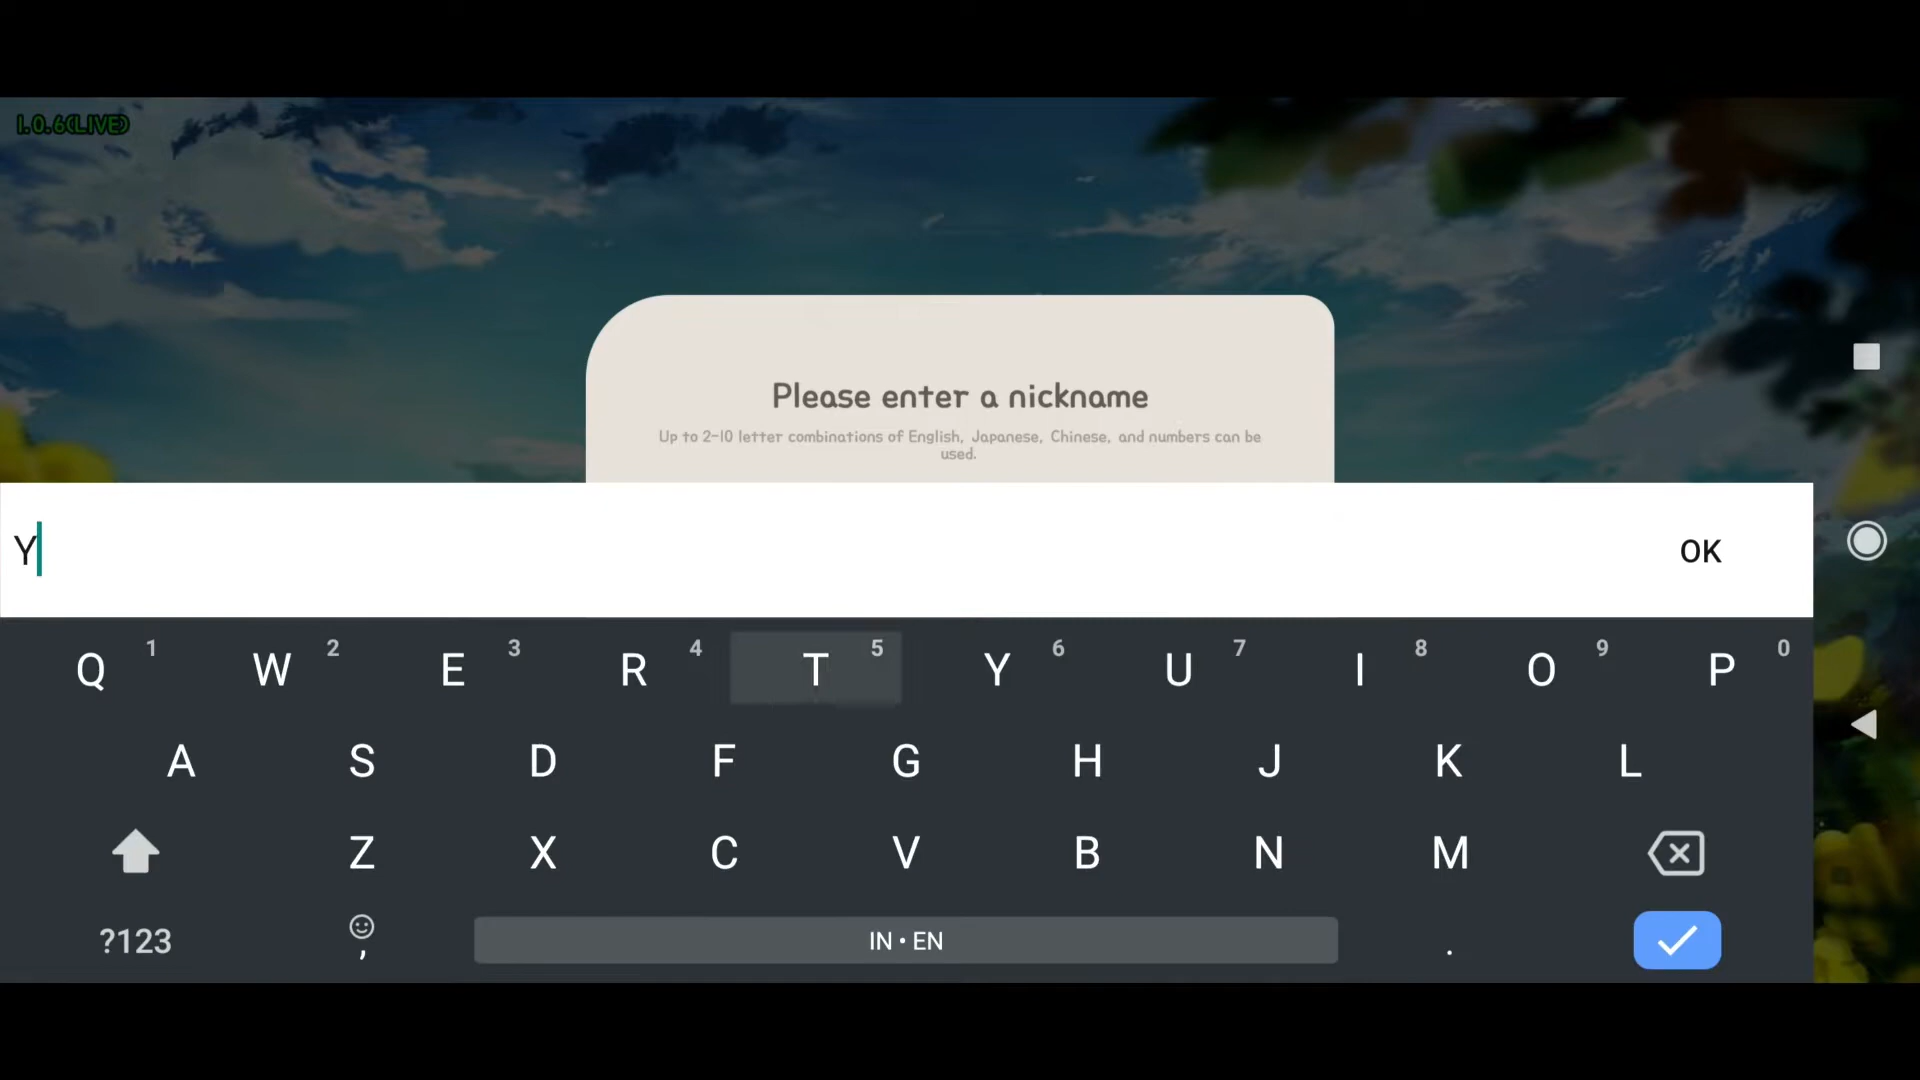 1.0.6(LIVE)
Please enter a nickname
Up to 2-10 letter combinations of English, Japanese, Chinese, and numbers can be
used.
Y
OK
Q 1 W 2 E 3 R 4 T 5 Y 6 U 7 I 8 O 9 P 0
A S D F G H J K L
Z X C V B N M
?123 , IN • EN .